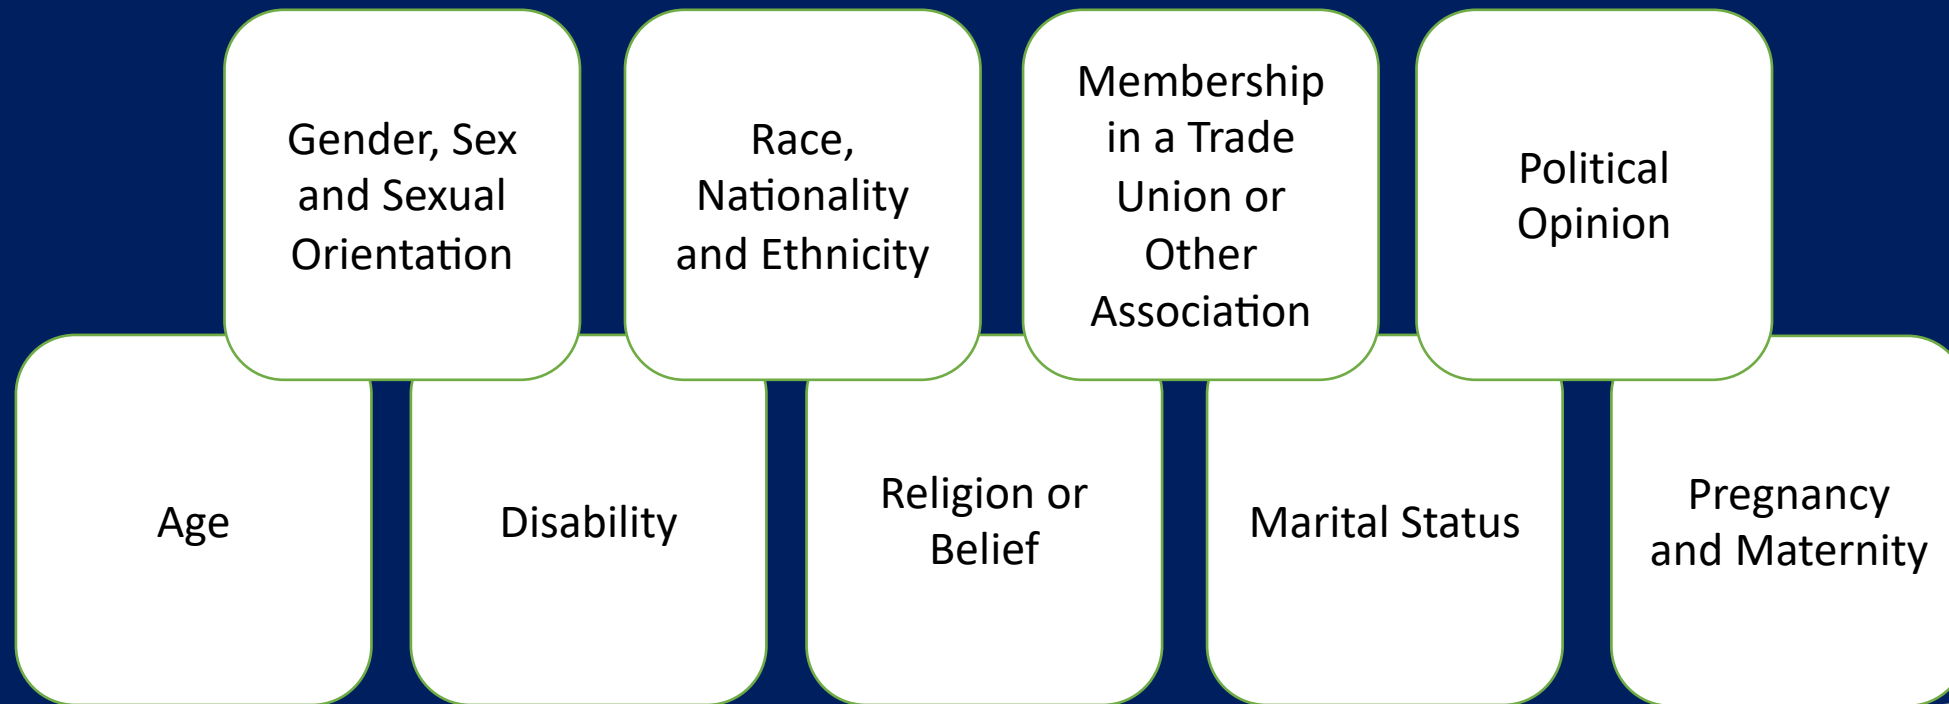 Gender, Sex
and Sexual
Orientation
Race,
Nationality
and Ethnicity
Membership
in a Trade
Union or
Other
Association
Political
Opinion
Age
Disability
Religion or
Belief
Marital Status
Pregnancy
and Maternity